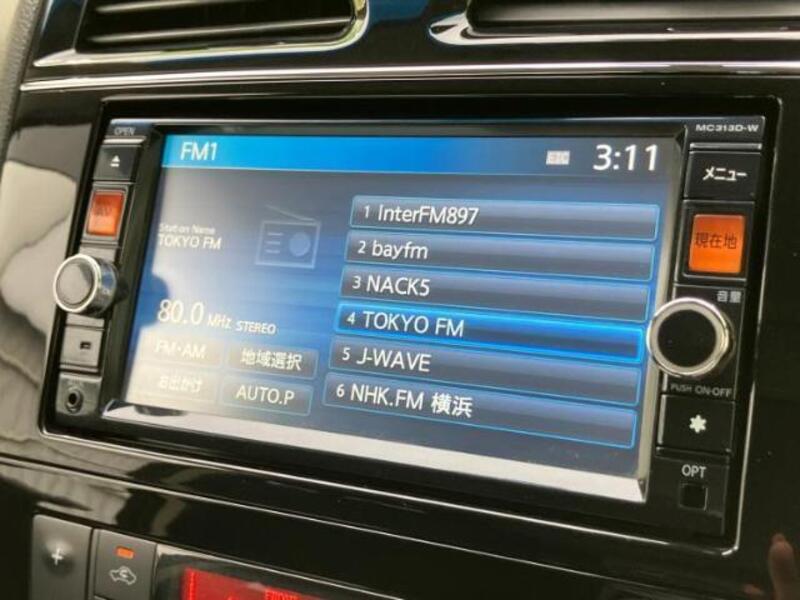 OPEN
MC313D-W
FM1
ETC
3:11
メニュー
Station Name
TOKYO FM
80.0 MHz STEREO
FM・AM
地域選択
お出かけ
AUTO.P
1 InterFM897
2 bayfm
3 NACK5
4 TOKYO FM
5 J-WAVE
6 NHK.FM 横浜
現在地
音量
PUSH ON-OFF
OPT
FRONT